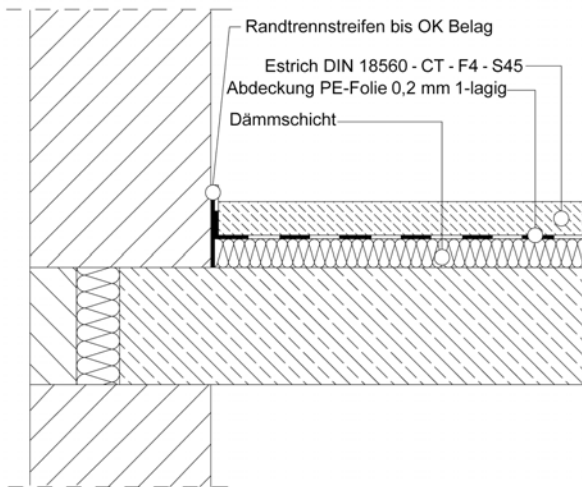 Randtrennstreifen bis OK Belag
Estrich DIN 18560 - CT - F4 - S45
Abdeckung PE-Folie 0,2 mm 1-lagig
Dämmschicht